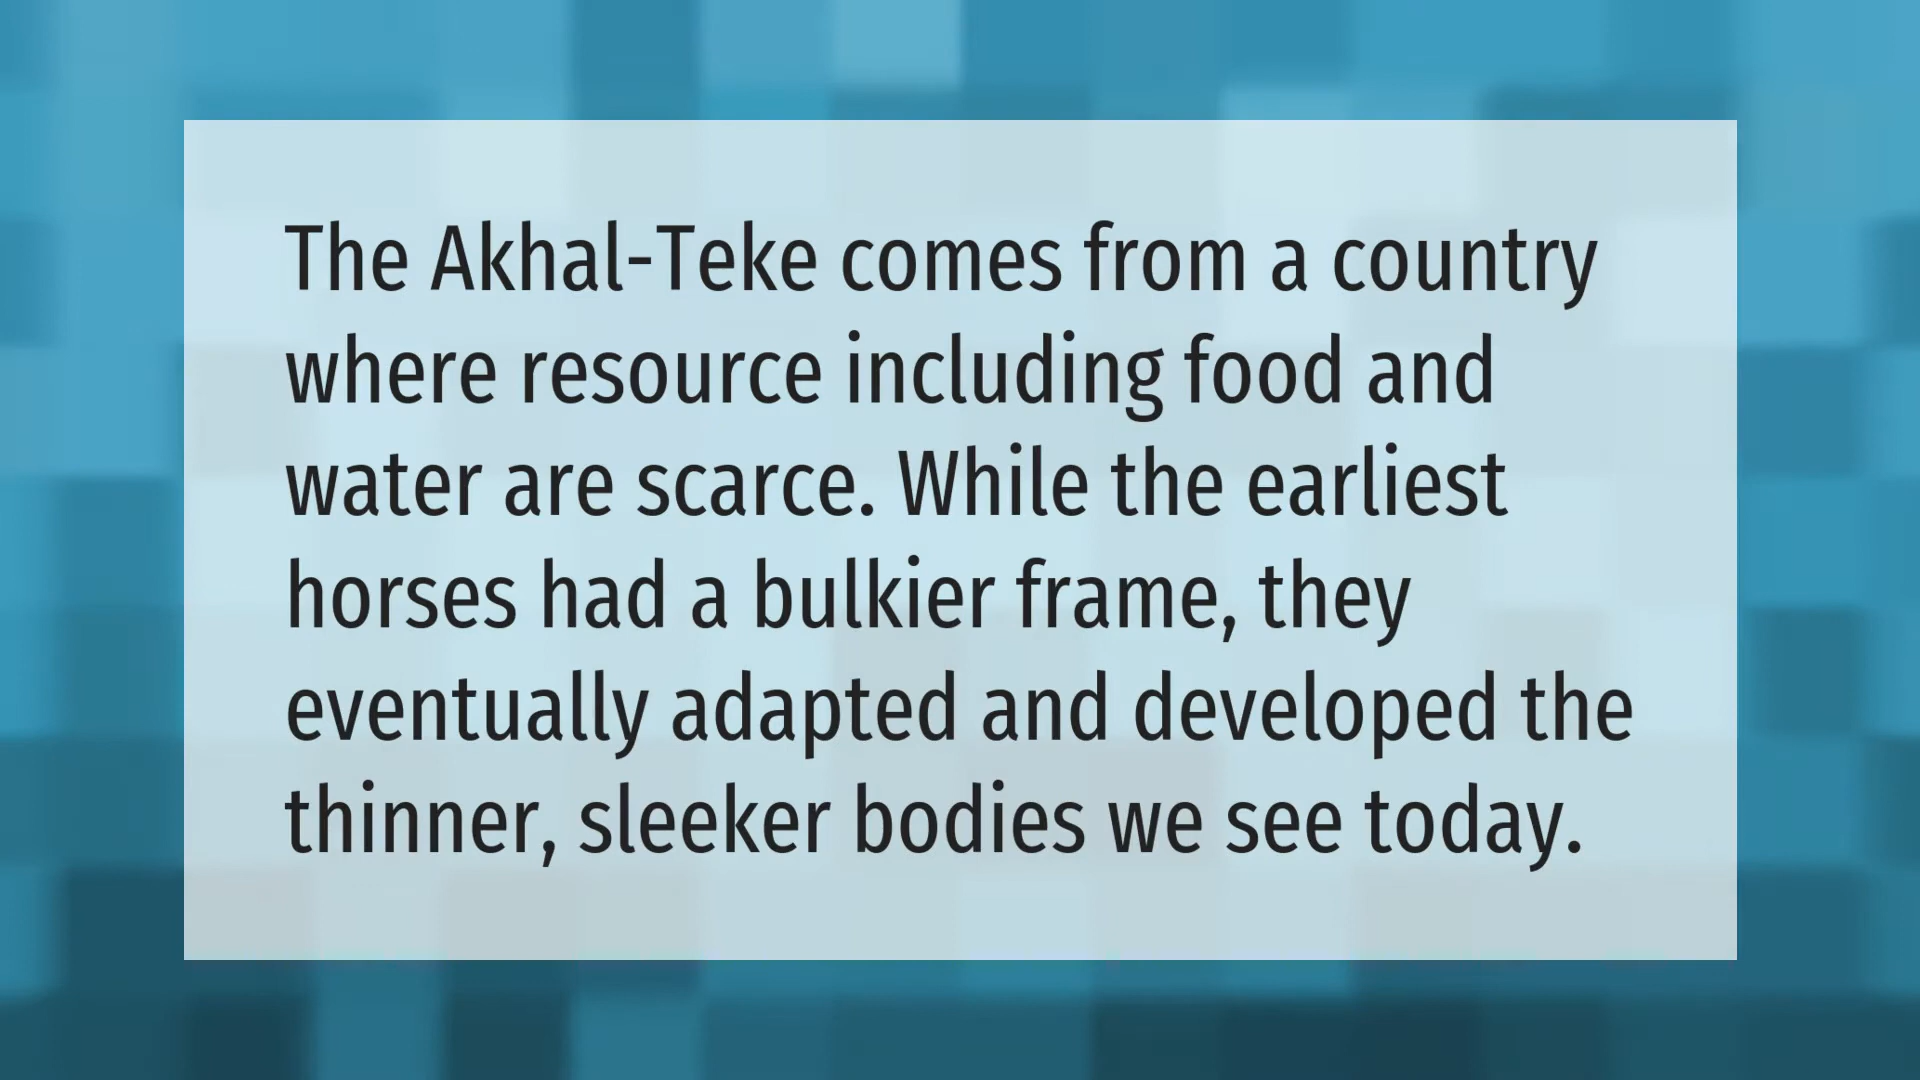 The Akhal-Teke comes from a country
where resource including food and
water are scarce. While the earliest
horses had a bulkier frame, they
eventually adapted and developed the
thinner, sleeker bodies we see today.